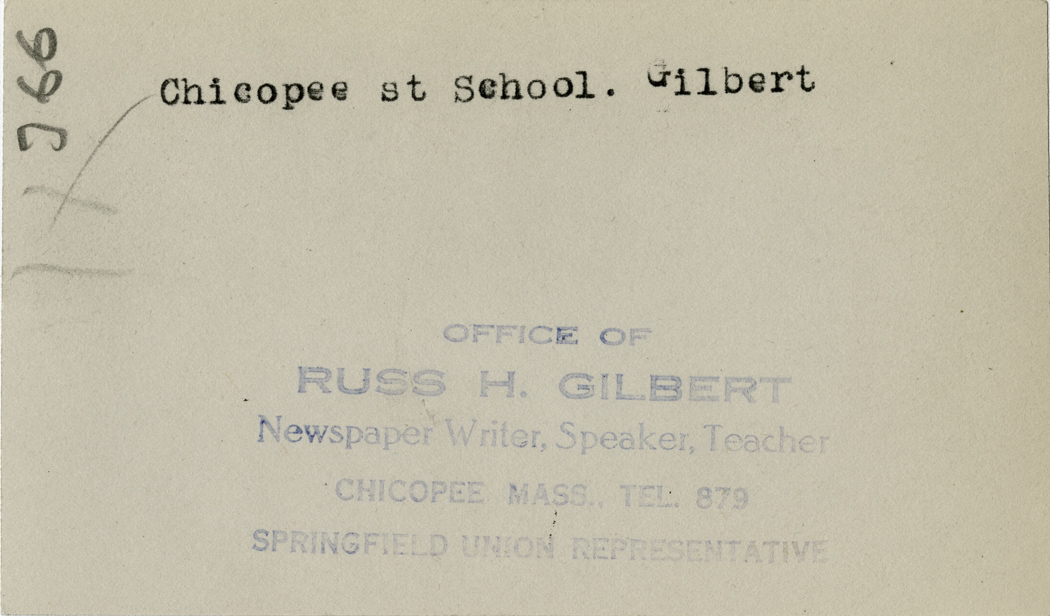 Chicopee st School. Gilbert
OFFICE OF
RUSS H. GILBERT
Newspaper Writer, Speaker, Teacher
CHICOPEE MASS., TEL. 879
SPRINGFIELD UNION REPRESENTATIVE